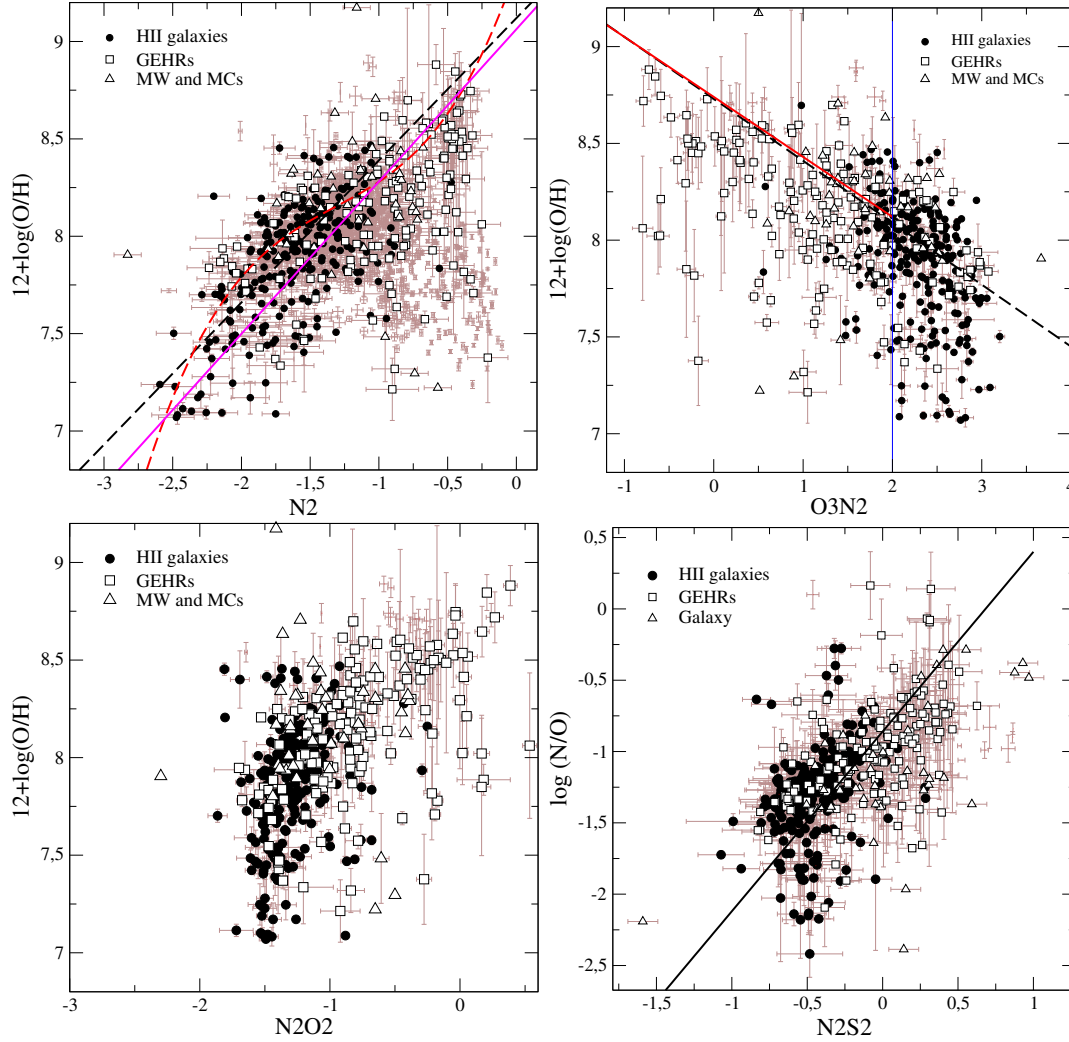 9
8.5
8
7.5
7
12+log(O/H)
HII galaxies
GEHRs
MW and MCs
-3
-2,5
-2
-1,5
-1
-0,5
0
N2
9
8.5
8
7.5
7
12+log(O/H)
HII galaxies
GEHRs
MW and MCs
-1
0
1
2
3
4
O3N2
9
8.5
8
7.5
7
12+log(O/H)
HII galaxies
GEHRs
MW and MCs
-3
-2
-1
0
N2O2
0,5
0
-0,5
-1
-1.5
-2
-2,5
log (N/O)
HII galaxies
GEHRs
Galaxy
-1,5
-1
-0,5
0
0,5
1
N2S2